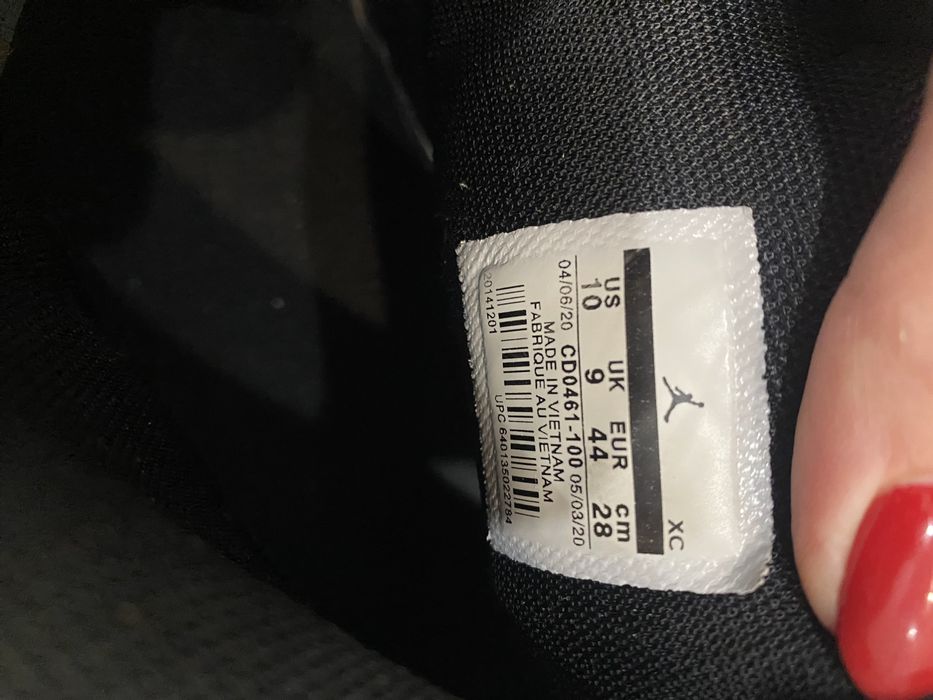 XC
US UK EUR cm
10 9 44 28
04/06/20 CD0461-100 05/03/20
MADE IN VIETNAM
FABRIQUE AU VIETNAM
20141201
UPC 640135022784